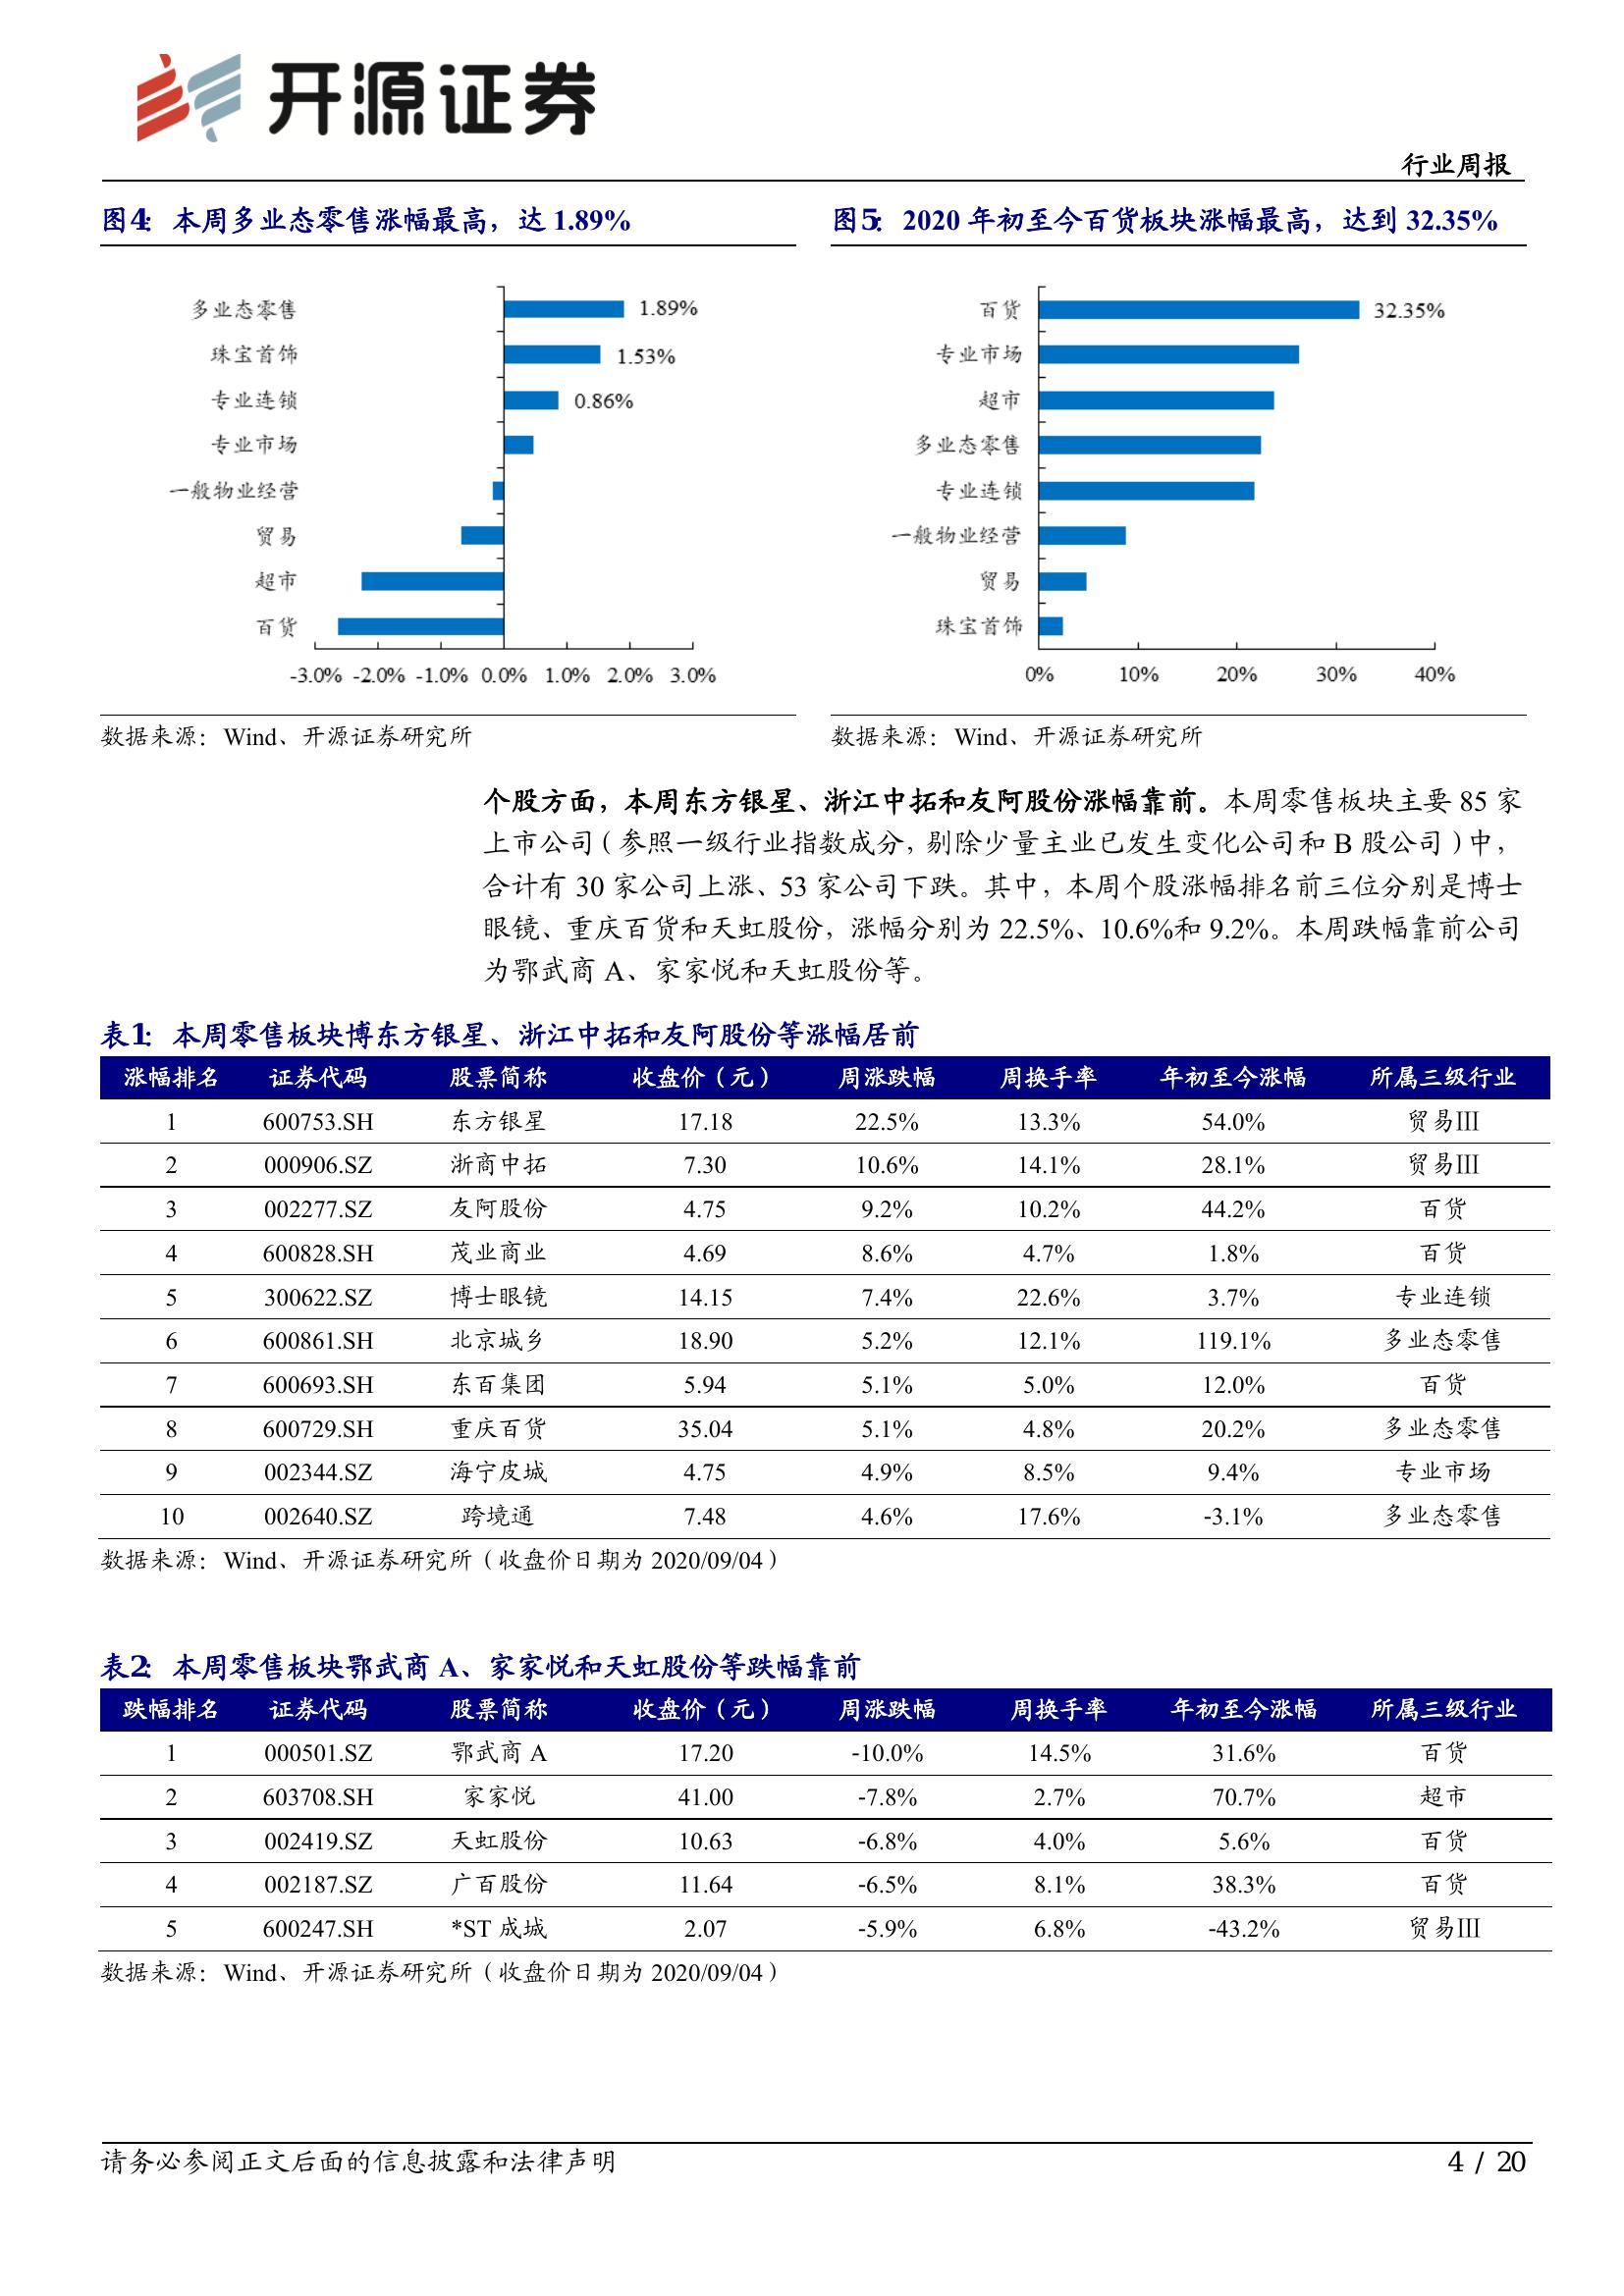 开源证券
行业周报
图4： 本周多业态零售涨幅最高，达 1.89%
多业态零售 1.89%
珠宝首饰 1.53%
专业连锁 0.86%
专业市场
一般物业经营
贸易
超市
百货
-3.0% -2.0% -1.0% 0.0% 1.0% 2.0% 3.0%
数据来源：Wind、开源证券研究所
图5： 2020 年初至今百货板块涨幅最高，达到 32.35%
百货 32.35%
专业市场
超市
多业态零售
专业连锁
一般物业经营
贸易
珠宝首饰
0% 10% 20% 30% 40%
数据来源：Wind、开源证券研究所
个股方面，本周东方银星、浙江中拓和友阿股份涨幅靠前。本周零售板块主要 85 家
上市公司（参照一级行业指数成分，剔除少量主业已发生变化公司和 B 股公司）中，
合计有 30 家公司上涨、53 家公司下跌。其中，本周个股涨幅排名前三位分别是博士
眼镜、重庆百货和天虹股份，涨幅分别为 22.5%、10.6%和 9.2%。本周跌幅靠前公司
为鄂武商 A、家家悦和天虹股份等。
表1： 本周零售板块博东方银星、浙江中拓和友阿股份等涨幅居前
涨幅排名 证券代码 股票简称 收盘价（元） 周涨跌幅 周换手率 年初至今涨幅 所属三级行业
1 600753.SH 东方银星 17.18 22.5% 13.3% 54.0% 贸易III
2 000906.SZ 浙商中拓 7.30 10.6% 14.1% 28.1% 贸易III
3 002277.SZ 友阿股份 4.75 9.2% 10.2% 44.2% 百货
4 600828.SH 茂业商业 4.69 8.6% 4.7% 1.8% 百货
5 300622.SZ 博士眼镜 14.15 7.4% 22.6% 3.7% 专业连锁
6 600861.SH 北京城乡 18.90 5.2% 12.1% 119.1% 多业态零售
7 600693.SH 东百集团 5.94 5.1% 5.0% 12.0% 百货
8 600729.SH 重庆百货 35.04 5.1% 4.8% 20.2% 多业态零售
9 002344.SZ 海宁皮城 4.75 4.9% 8.5% 9.4% 专业市场
10 002640.SZ 跨境通 7.48 4.6% 17.6% -3.1% 多业态零售
数据来源：Wind、开源证券研究所（收盘价日期为 2020/09/04）
表2： 本周零售板块鄂武商 A、家家悦和天虹股份等跌幅靠前
跌幅排名 证券代码 股票简称 收盘价（元） 周涨跌幅 周换手率 年初至今涨幅 所属三级行业
1 000501.SZ 鄂武商 A 17.20 -10.0% 14.5% 31.6% 百货
2 603708.SH 家家悦 41.00 -7.8% 2.7% 70.7% 超市
3 002419.SZ 天虹股份 10.63 -6.8% 4.0% 5.6% 百货
4 002187.SZ 广百股份 11.64 -6.5% 8.1% 38.3% 百货
5 600247.SH *ST 成城 2.07 -5.9% 6.8% -43.2% 贸易III
数据来源：Wind、开源证券研究所（收盘价日期为 2020/09/04）
请务必参阅正文后面的信息披露和法律声明
4 / 20